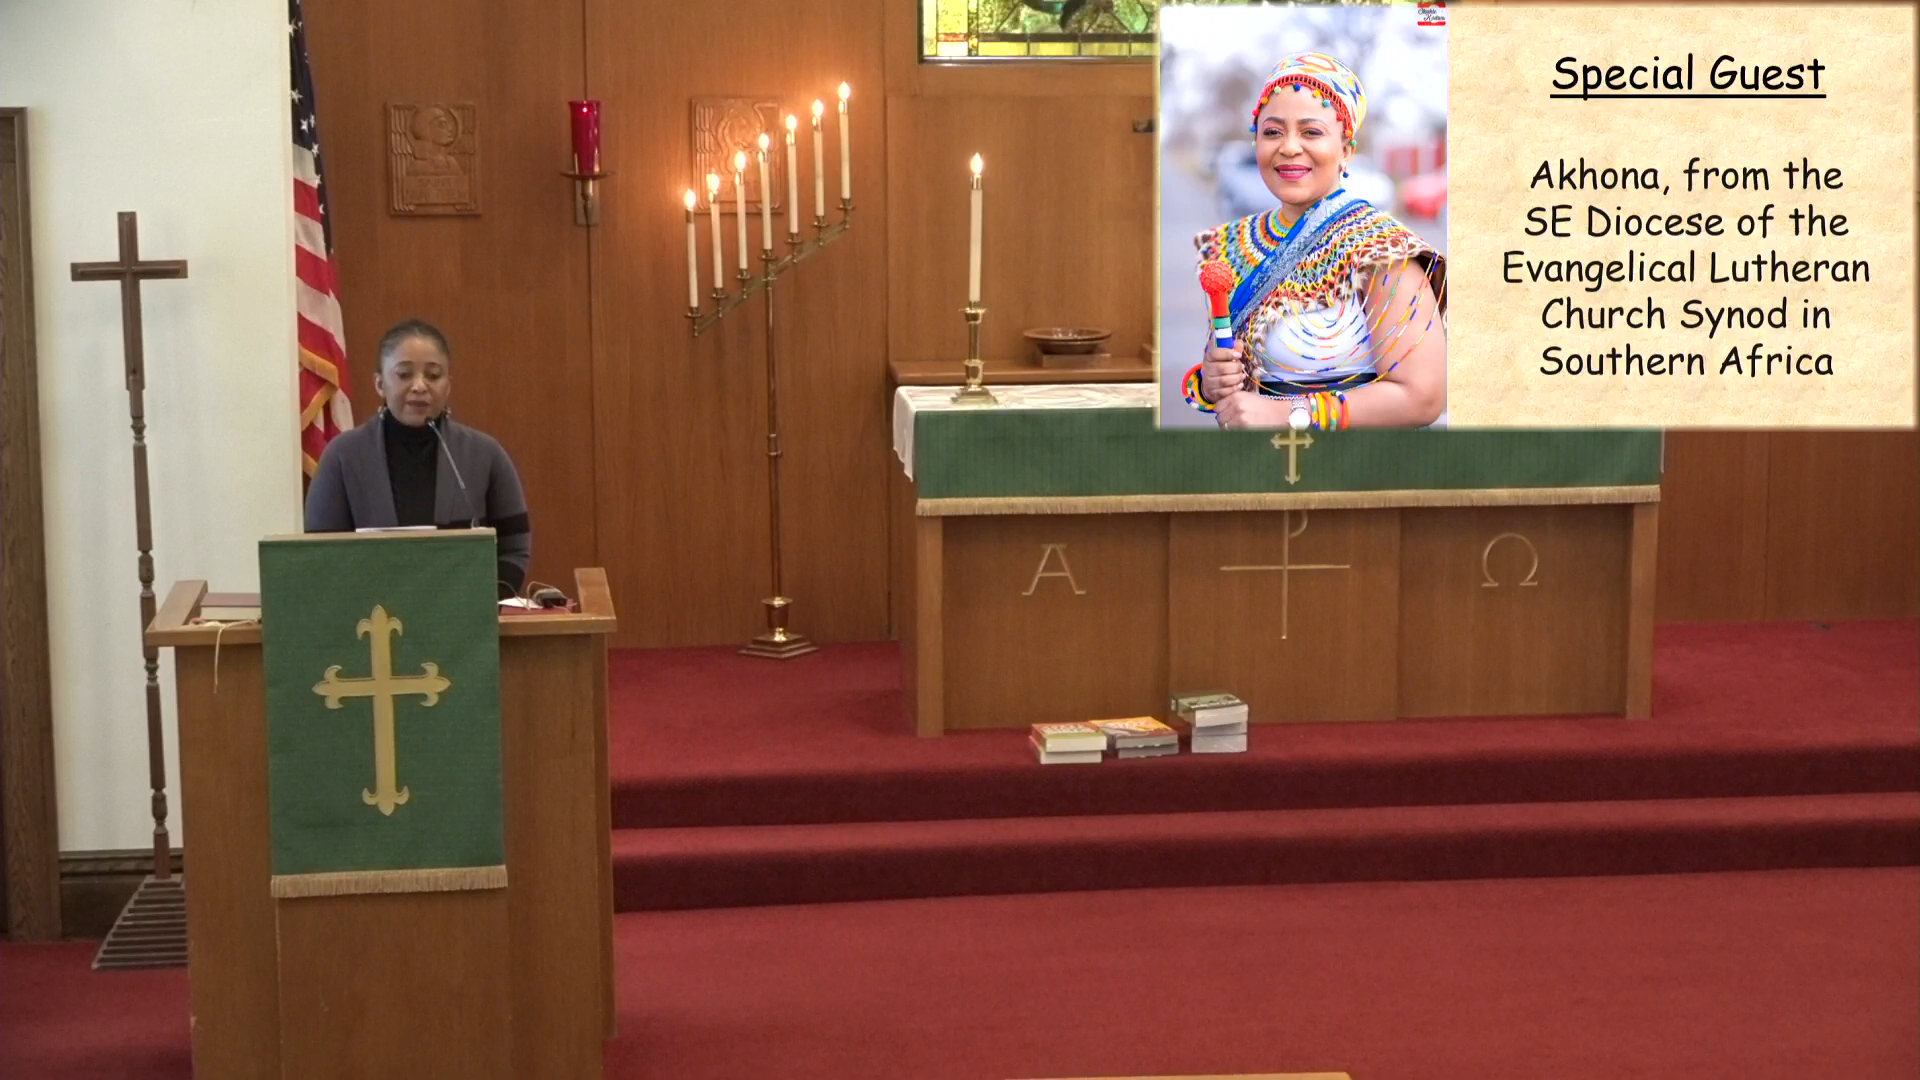 Special Guest
Akhona, from the
SE Diocese of the
Evangelical Lutheran
Church Synod in
Southern Africa
Α
Ω